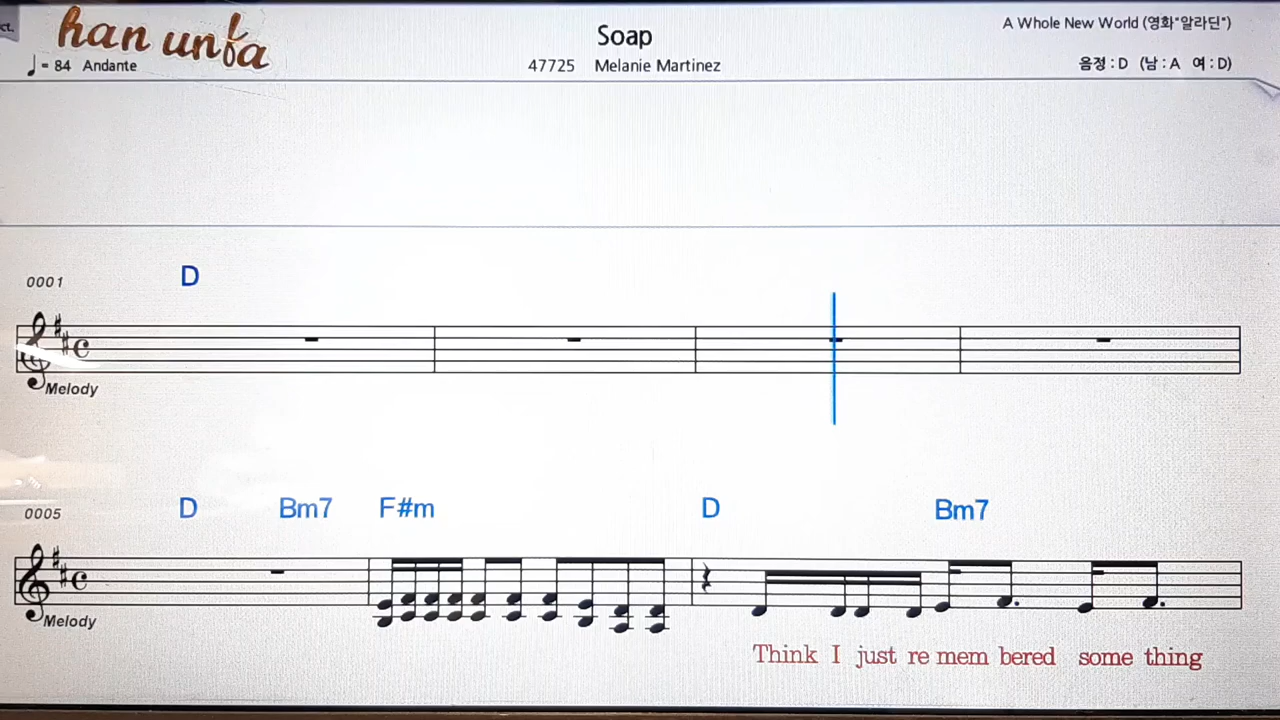 ct.
han unfa
Soap
A Whole New World (영화"알라딘")
♩ = 84 Andante
47725 Melanie Martinez
음정 : D (남 : A 여 : D)
0001
D
Melody
0005
D Bm7 F#m D Bm7
Melody
Think I just re mem bered some thing